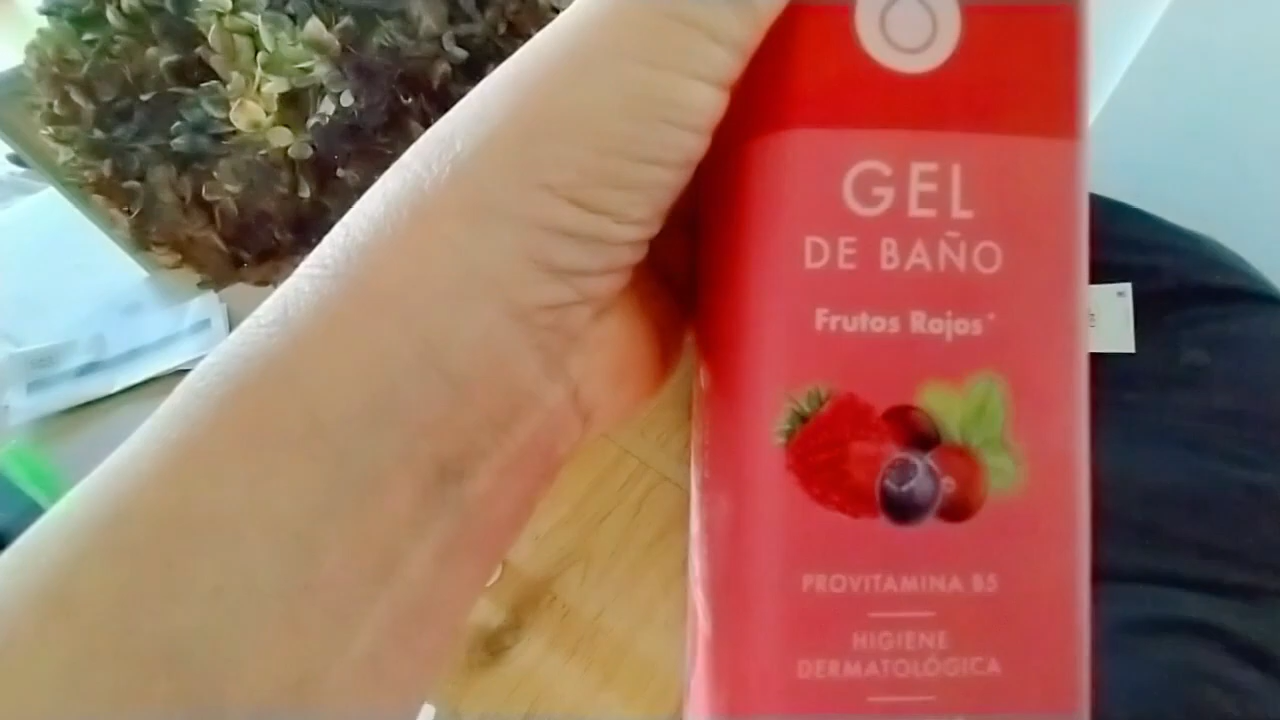 GEL
DE BAÑO
Frutos Rojos*
PROVITAMINA B5
HIGIENE
DERMATOLÓGICA